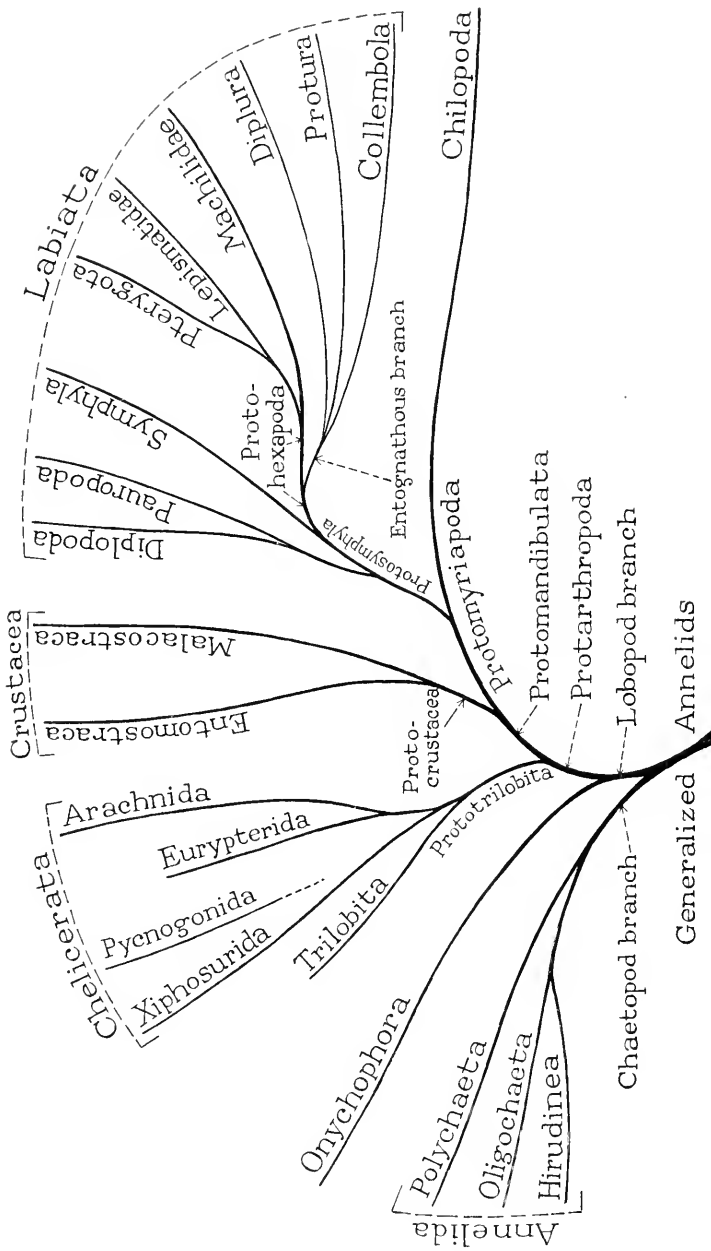 Labiata
Diplopoda
Pauropoda
Symphyla
Pterygota
Lepismatidae
Machilidae
Diplura
Protura
Collembola
Chilopoda
Crustacea
Entomostraca
Malacostraca
Chelicerata
Xiphosurida
Pycnogonida
Eurypterida
Arachnida
Trilobita
Onychophora
Annelida
Polychaeta
Oligochaeta
Hirudinea
Proto-
hexapoda
Entognathous branch
Protosymphyla
Protomyriapoda
Proto-
crustacea
Prototrilobita
Protomandibulata
Protarthropoda
Lobopod branch
Chaetopod branch
Generalized Annelids